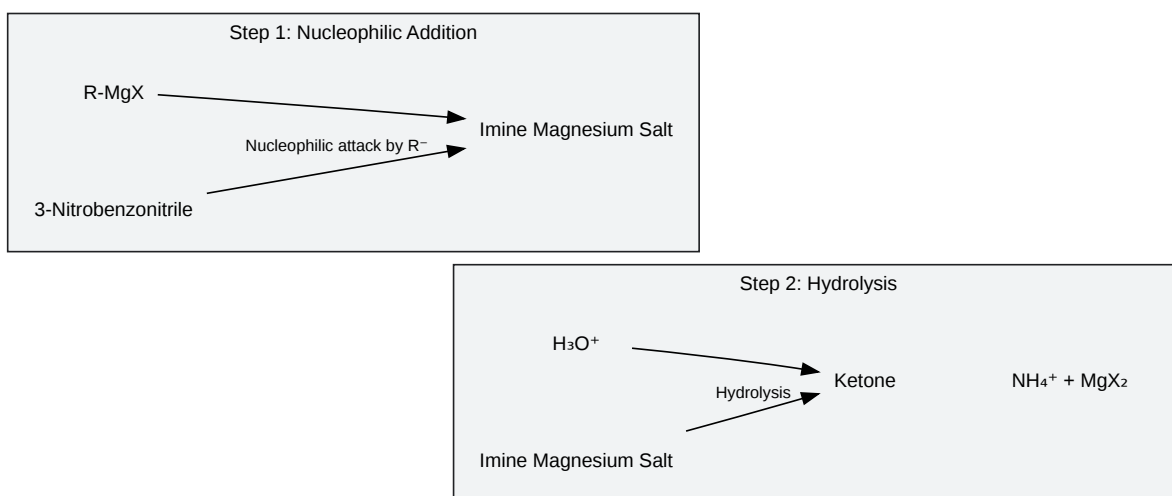 Step 1: Nucleophilic Addition
R-MgX
Imine Magnesium Salt
Nucleophilic attack by R⁻
3-Nitrobenzonitrile
Step 2: Hydrolysis
H₃O⁺
Ketone
NH₄⁺ + MgX₂
Hydrolysis
Imine Magnesium Salt